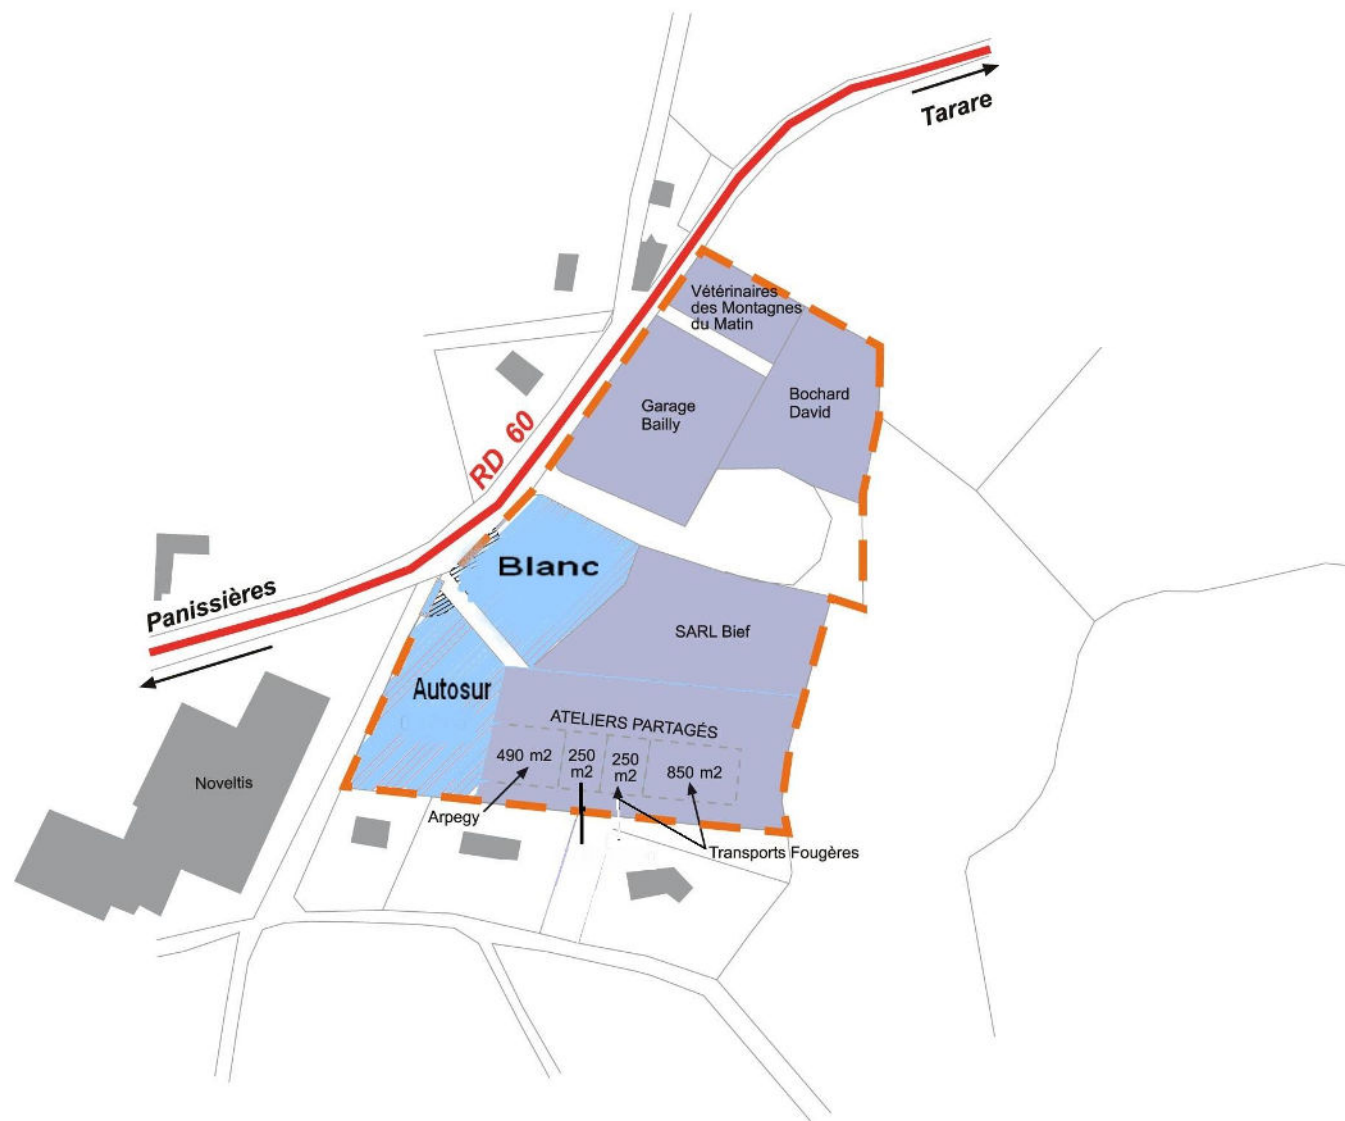 Tarare
Vétérinaires
des Montagnes
du Matin
Bochard
David
Garage
Bailly
RD 60
Blanc
Panissières
SARL Bief
Autosur
ATELIERS PARTAGÉS
490 m2
250
m2
250
m2
850 m2
Noveltis
Arpegy
Transports Fougères